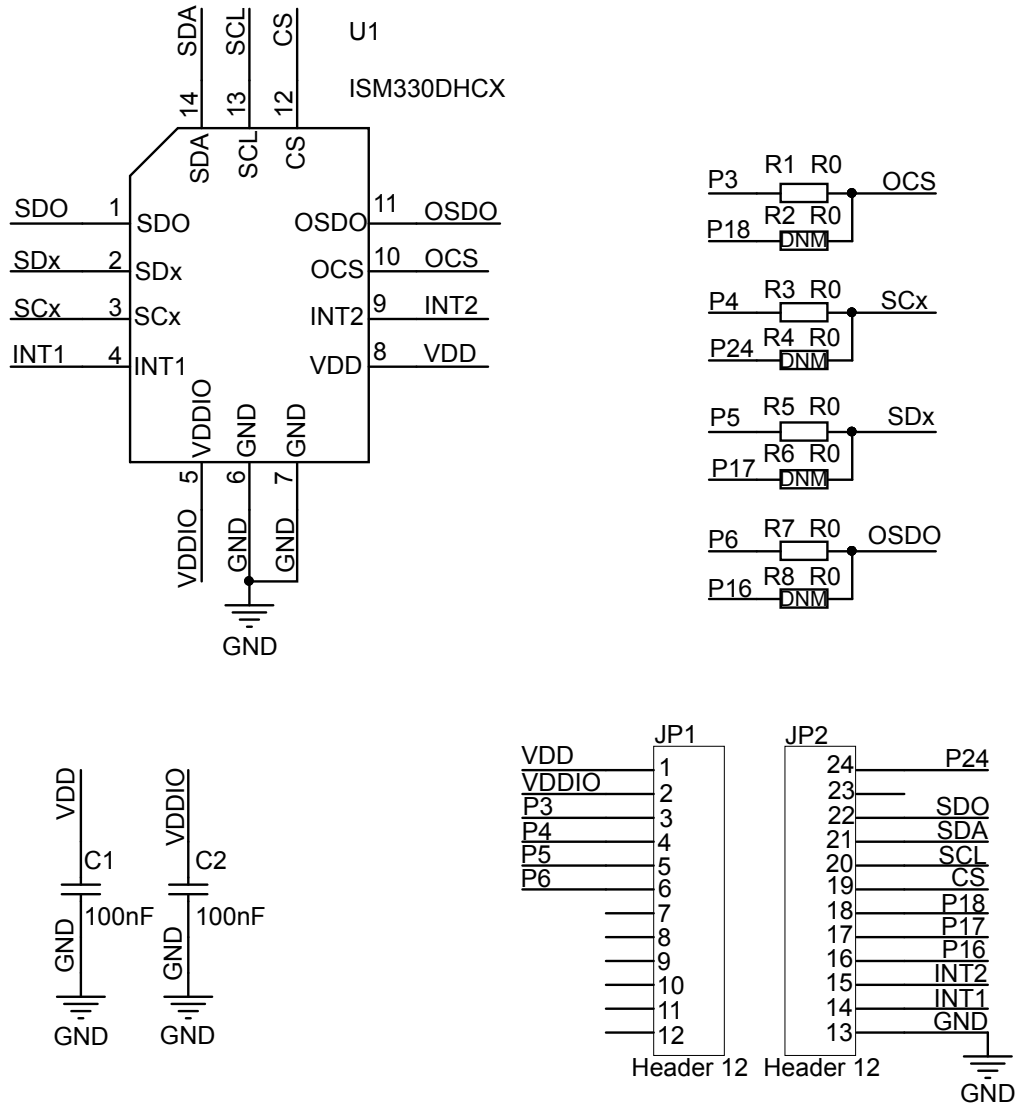 SDA
SCL
CS
U1
ISM330DHCX
14
13
12
SDA
SCL
CS
SDO 1 SDO
SDx 2 SDx
SCx 3 SCx
INT1 4 INT1
OSDO 11 OSDO
OCS 10 OCS
INT2 9 INT2
VDD 8 VDD
VDDIO
GND
GND
5
6
7
VDDIO
GND
GND
GND
R1 R0
P3 OCS
R2 R0
P18 DNM
R3 R0
P4 SCx
R4 R0
P24 DNM
R5 R0
P5 SDx
R6 R0
P17 DNM
R7 R0
P6 OSDO
R8 R0
P16 DNM
VDD
C1
100nF
GND
GND
VDDIO
C2
100nF
GND
GND
JP1
VDD 1
VDDIO 2
P3 3
P4 4
P5 5
P6 6
7
8
9
10
11
12
Header 12
JP2
24 P24
23
22 SDO
21 SDA
20 SCL
19 CS
18 P18
17 P17
16 P16
15 INT2
14 INT1
13 GND
Header 12
GND